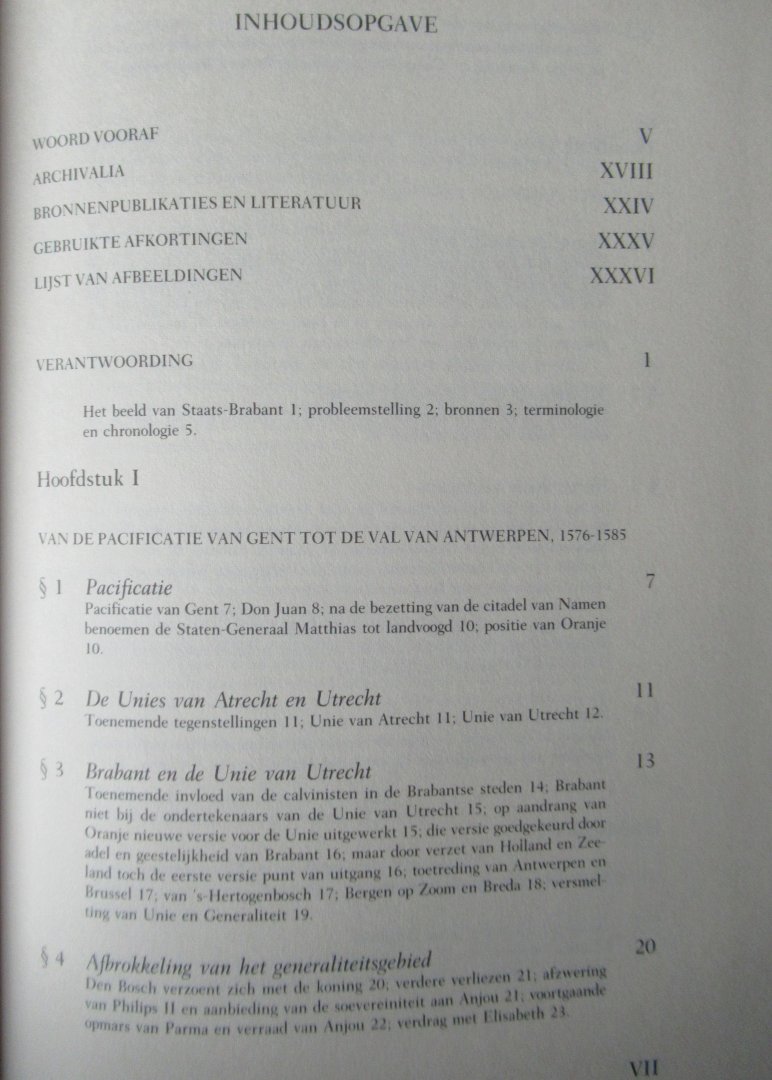 INHOUDSOPGAVE
WOORD VOORAF V
ARCHIVALIA XVIII
BRONNENPUBLIKATIES EN LITERATUUR XXIV
GEBRUIKTE AFKORTINGEN XXXV
LIJST VAN AFBEELDINGEN XXXVI
VERANTWOORDING 1
Het beeld van Staats-Brabant 1; probleemstelling 2; bronnen 3; terminologie
en chronologie 5.
Hoofdstuk I
VAN DE PACIFICATIE VAN GENT TOT DE VAL VAN ANTWERPEN, 1576-1585
§ 1 Pacificatie 7
Pacificatie van Gent 7; Don Juan 8; na de bezetting van de citadel van Namen
benoemen de Staten-Generaal Matthias tot landvoogd 10; positie van Oranje
10.
§ 2 De Unies van Atrecht en Utrecht 11
Toenemende tegenstellingen 11; Unie van Atrecht 11; Unie van Utrecht 12.
§ 3 Brabant en de Unie van Utrecht 13
Toenemende invloed van de calvinisten in de Brabantse steden 14; Brabant
niet bij de ondertekenaars van de Unie van Utrecht 15; op aandrang van
Oranje nieuwe versie voor de Unie uitgewerkt 15; die versie goedgekeurd door
adel en geestelijkheid van Brabant 16; maar door verzet van Holland en Zee-
land toch de eerste versie punt van uitgang 16; toetreding van Antwerpen en
Brussel 17; van 's-Hertogenbosch 17; Bergen op Zoom en Breda 18; versmel-
ting van Unie en Generaliteit 19.
§ 4 Afbrokkeling van het generaliteitsgebied 20
Den Bosch verzoent zich met de koning 20; verdere verliezen 21; afzwering
van Philips II en aanbieding van de soevereiniteit aan Anjou 21; voortgaande
opmars van Parma en verraad van Anjou 22; verdrag met Elisabeth 23.
VII